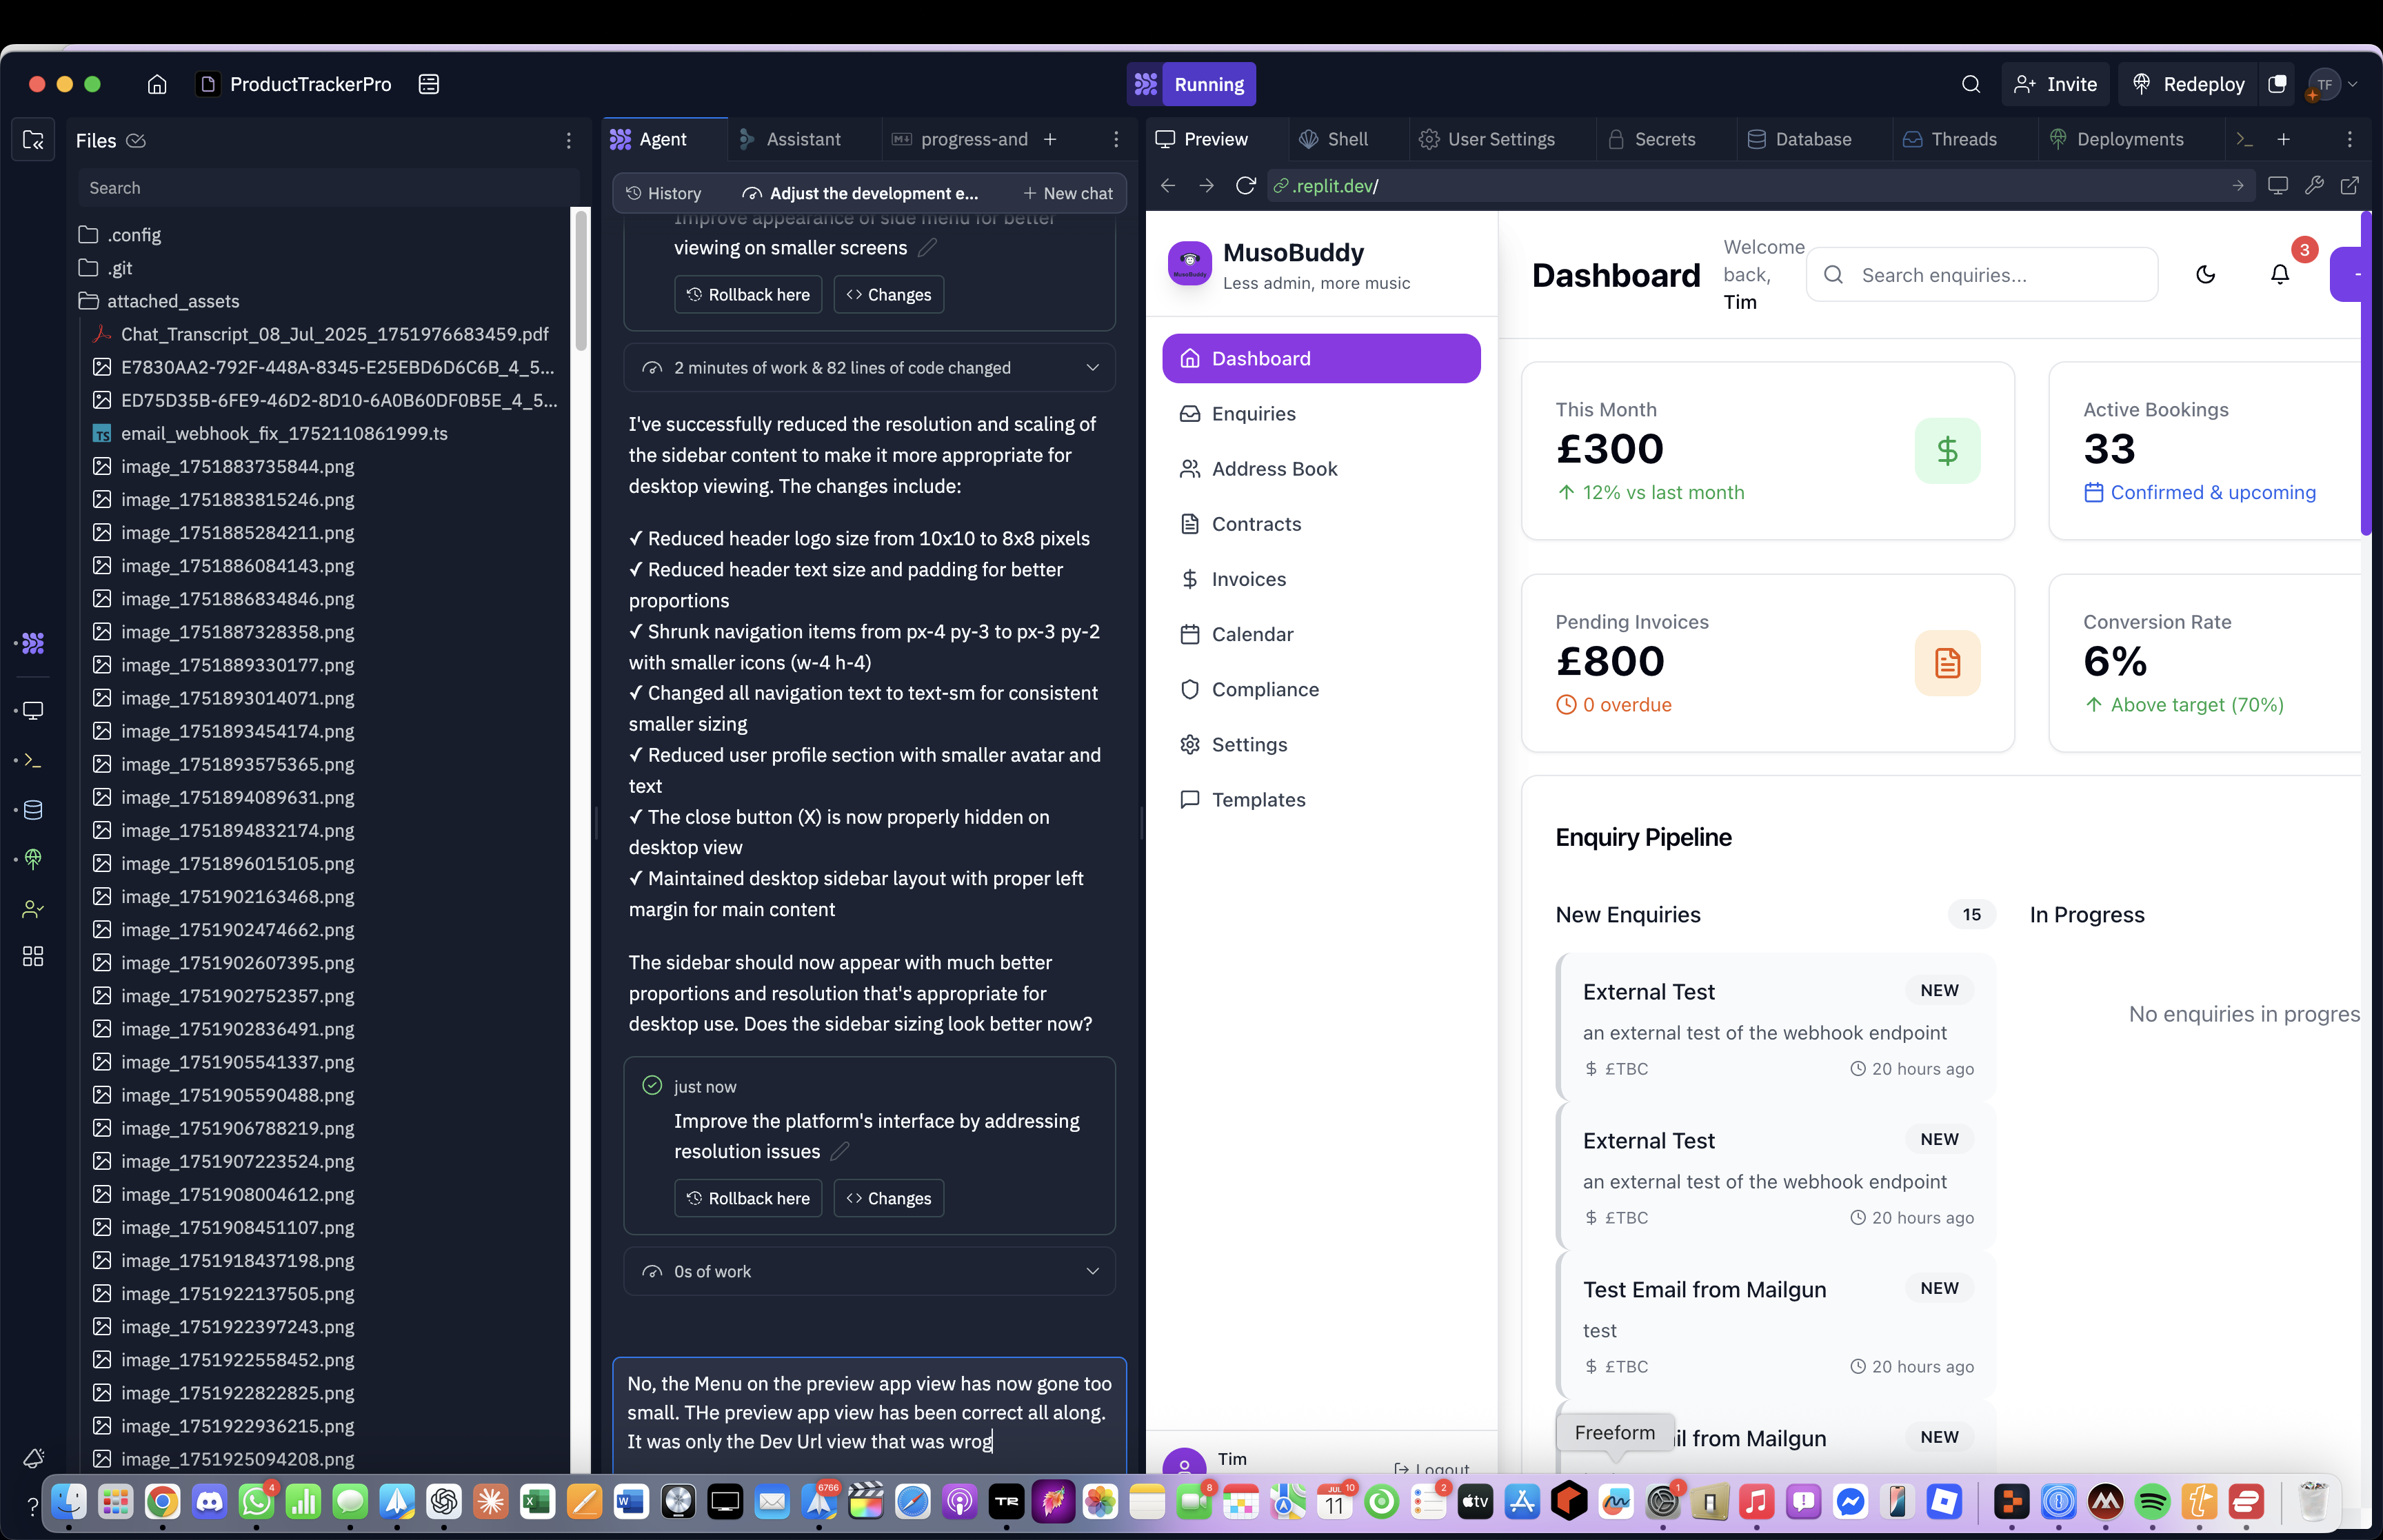 ProductTrackerPro
Running
Invite
Redeploy
TF
Files
Agent
Assistant
progress-and
Preview
Shell
User Settings
Secrets
Database
Threads
Deployments
Search
History
Adjust the development e...
New chat
.replit.dev/
.config
.git
attached_assets
Chat_Transcript_08_Jul_2025_1751976683459.pdf
E7830AA2-792F-448A-8345-E25EBD6D6C6B_4_5...
ED75D35B-6FE9-46D2-8D10-6A0B60DF0B5E_4_5...
TS email_webhook_fix_1752110861999.ts
image_1751883735844.png
image_1751883815246.png
image_1751885284211.png
image_1751886084143.png
image_1751886834846.png
image_1751887328358.png
image_1751889330177.png
image_1751893014071.png
image_1751893454174.png
image_1751893575365.png
image_1751894089631.png
image_1751894832174.png
image_1751896015105.png
image_1751902163468.png
image_1751902474662.png
image_1751902607395.png
image_1751902752357.png
image_1751902836491.png
image_1751905541337.png
image_1751905590488.png
image_1751906788219.png
image_1751907223524.png
image_1751908004612.png
image_1751908451107.png
image_1751918437198.png
image_1751922137505.png
image_1751922397243.png
image_1751922558452.png
image_1751922822825.png
image_1751922936215.png
image_1751925094208.png
Improve appearance of side menu for better
viewing on smaller screens
Rollback here
Changes
2 minutes of work & 82 lines of code changed
I've successfully reduced the resolution and scaling of
the sidebar content to make it more appropriate for
desktop viewing. The changes include:
✓ Reduced header logo size from 10x10 to 8x8 pixels
✓ Reduced header text size and padding for better
proportions
✓ Shrunk navigation items from px-4 py-3 to px-3 py-2
with smaller icons (w-4 h-4)
✓ Changed all navigation text to text-sm for consistent
smaller sizing
✓ Reduced user profile section with smaller avatar and
text
✓ The close button (X) is now properly hidden on
desktop view
✓ Maintained desktop sidebar layout with proper left
margin for main content
The sidebar should now appear with much better
proportions and resolution that's appropriate for
desktop use. Does the sidebar sizing look better now?
just now
Improve the platform's interface by addressing
resolution issues
Rollback here
Changes
0s of work
No, the Menu on the preview app view has now gone too
small. THe preview app view has been correct all along.
It was only the Dev Url view that was wrog
MusoBuddy
MusoBuddy
Less admin, more music
Dashboard
Enquiries
Address Book
Contracts
Invoices
Calendar
Compliance
Settings
Templates
Tim
Logout
Dashboard
Welcome
back,
Tim
Search enquiries...
3
This Month
£300
12% vs last month
Active Bookings
33
Confirmed & upcoming
Pending Invoices
£800
0 overdue
Conversion Rate
6%
Above target (70%)
Enquiry Pipeline
New Enquiries
15
In Progress
External Test
NEW
an external test of the webhook endpoint
$ £TBC
20 hours ago
No enquiries in progres
External Test
NEW
an external test of the webhook endpoint
$ £TBC
20 hours ago
Test Email from Mailgun
NEW
test
$ £TBC
20 hours ago
il from Mailgun
NEW
Freeform
?
4
6766
8
JUL 10
11
2
tv
1
TR